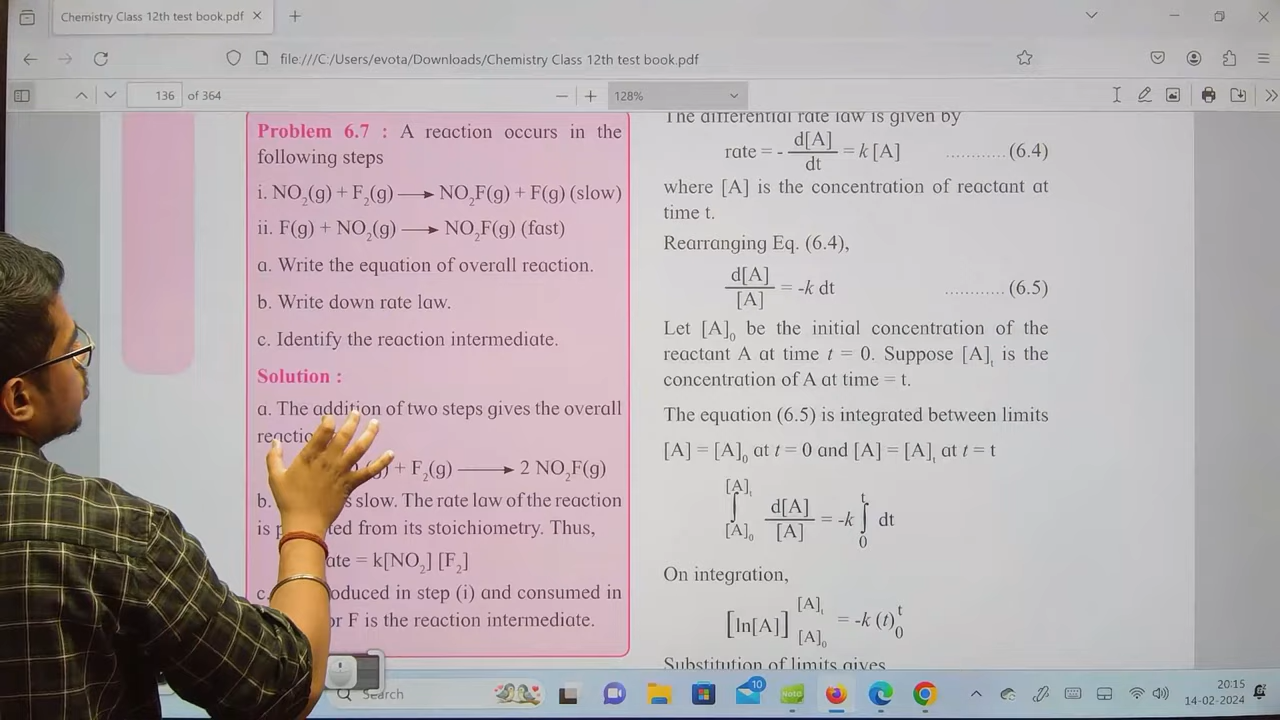 Chemistry Class 12th test book.pdf
file:///C:/Users/evota/Downloads/Chemistry Class 12th test book.pdf
136 of 364
128%
Problem 6.7 : A reaction occurs in the
following steps
i. NO₂(g) + F₂(g) ⟶ NO₂F(g) + F(g) (slow)
ii. F(g) + NO₂(g) ⟶ NO₂F(g) (fast)
a. Write the equation of overall reaction.
b. Write down rate law.
c. Identify the reaction intermediate.
Solution :
a. The addition of two steps gives the overall
+ F₂(g) ⟶ 2 NO₂F(g)
b. slow. The rate law of the reaction
is from its stoichiometry. Thus,
= k[NO₂] [F₂]
c. in step (i) and consumed in
or F is the reaction intermediate.
The differential rate law is given by
rate = - d[A]/dt = k [A] ............ (6.4)
where [A] is the concentration of reactant at
time t.
Rearranging Eq. (6.4),
d[A]/[A] = -k dt ............ (6.5)
Let [A]₀ be the initial concentration of the
reactant A at time t = 0. Suppose [A]ₜ is the
concentration of A at time = t.
The equation (6.5) is integrated between limits
[A] = [A]₀ at t = 0 and [A] = [A]ₜ at t = t
[A]ₜ t
∫ d[A]/[A] = -k ∫ dt
[A]₀ 0
On integration,
[ln[A]] [A]ₜ [A]₀ = -k (t) t 0
Substitution of limits gives
Search
10
20:15
14-02-2024